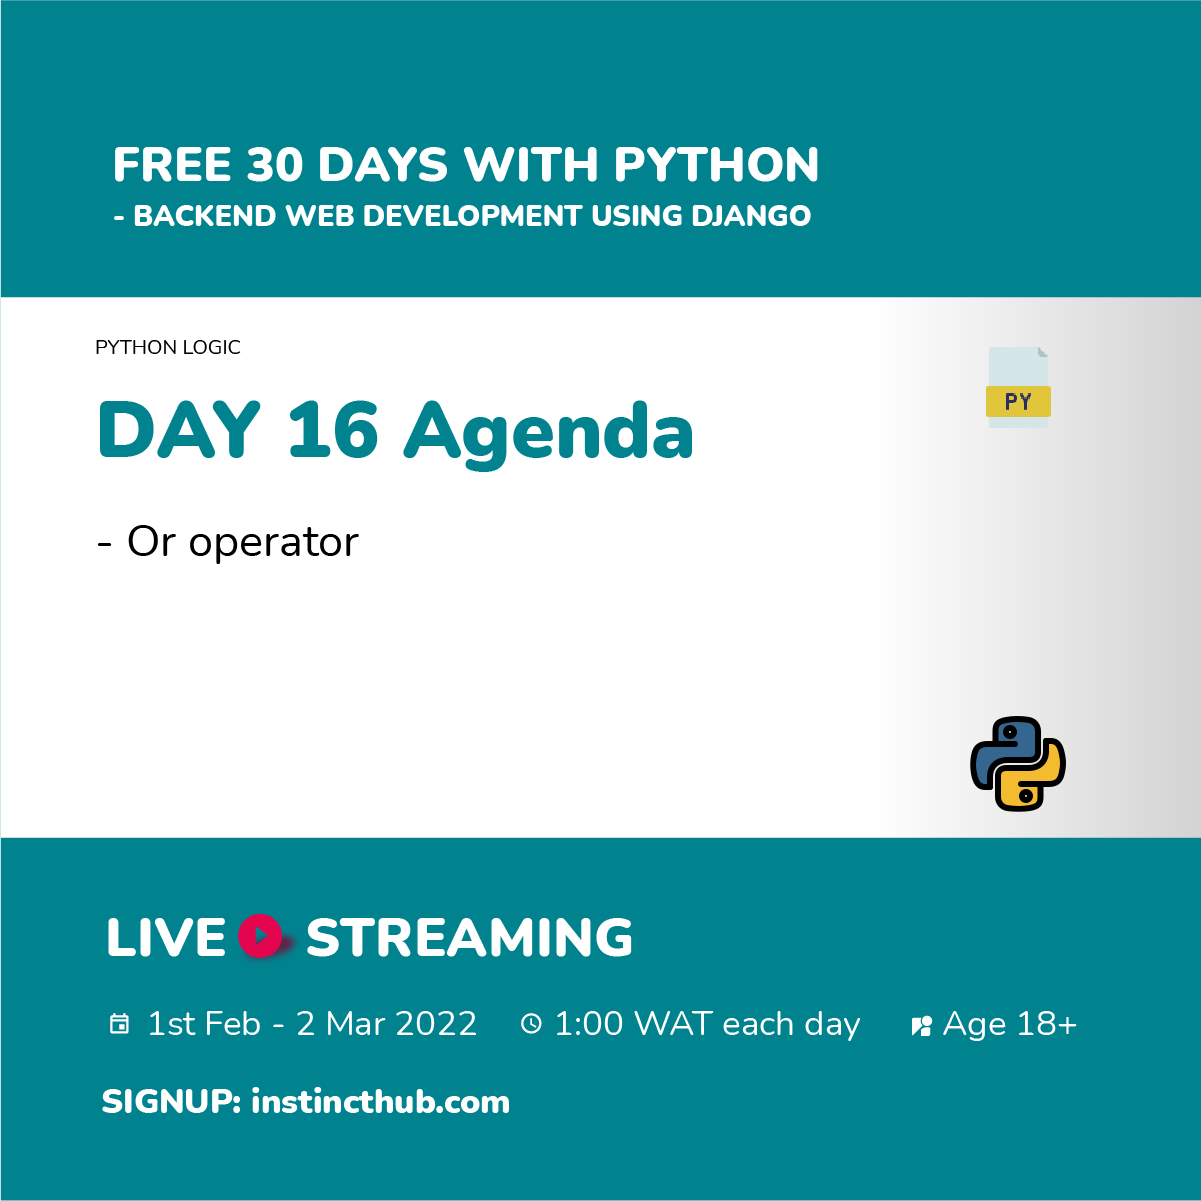 FREE 30 DAYS WITH PYTHON
- BACKEND WEB DEVELOPMENT USING DJANGO
PYTHON LOGIC
DAY 16 Agenda
PY
- Or operator
LIVE STREAMING
1st Feb - 2 Mar 2022 1:00 WAT each day Age 18+
SIGNUP: instincthub.com